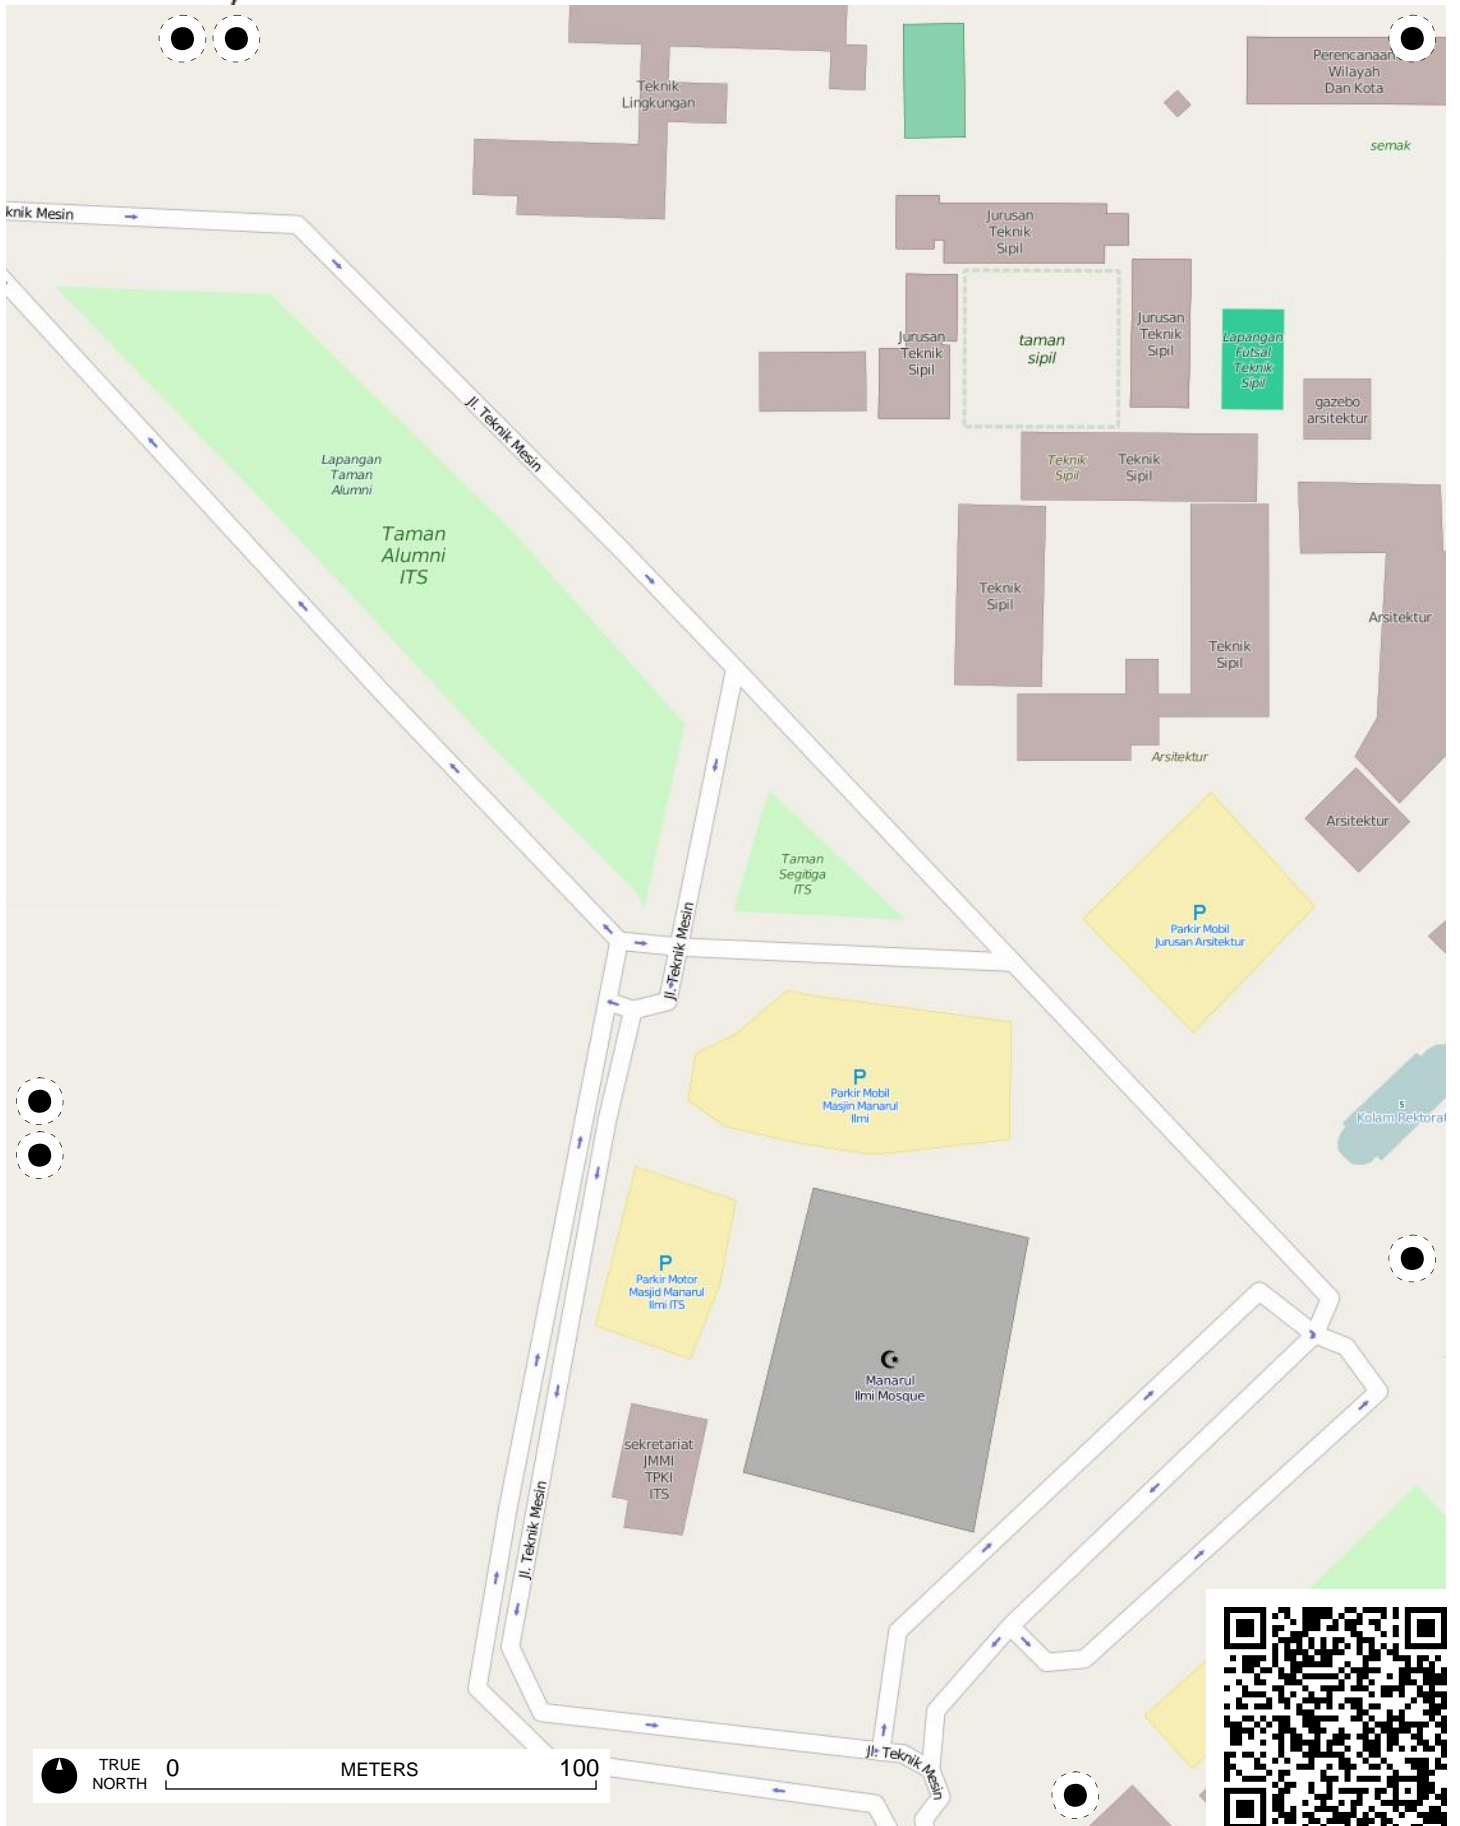 Perencanaan
Wilayah
Dan Kota
Teknik
Lingkungan
semak
knik Mesin
Jurusan
Teknik
Sipil
Jurusan
Teknik
Sipil
taman
sipil
Jurusan
Teknik
Sipil
Lapangan
Futsal
Teknik
Sipil
gazebo
arsitektur
Jl. Teknik Mesin
Lapangan
Taman
Alumni
Teknik
Sipil
Teknik
Sipil
Taman
Alumni
ITS
Teknik
Sipil
Arsitektur
Teknik
Sipil
Arsitektur
Arsitektur
Taman
Segitiga
ITS
P
Parkir Mobil
Jurusan Arsitektur
Jl. Teknik Mesin
P
Parkir Mobil
Masjin Manarul
Ilmi
5
Kolam Rektorat
P
Parkir Motor
Masjid Manarul
Ilmi ITS
Manarul
Ilmi Mosque
sekretariat
JMMI
TPKI
ITS
Jl. Teknik Mesin
Jl. Teknik Mesin
TRUE
NORTH
0 METERS 100